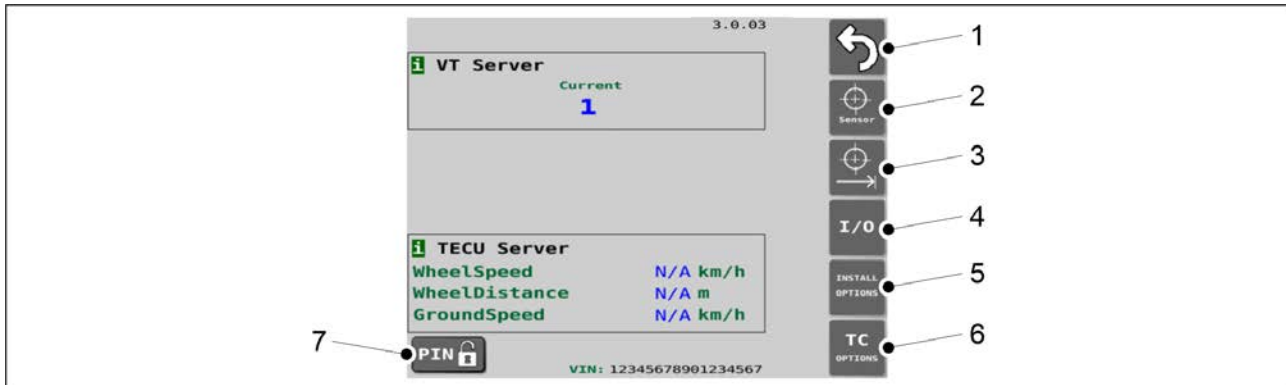 3.0.03
i VT Server
Current
1
i TECU Server
WheelSpeed N/A km/h
WheelDistance N/A m
GroundSpeed N/A km/h
PIN
VIN: 12345678901234567
Sensor
I/O
INSTALL
OPTIONS
TC
OPTIONS
1
2
3
4
5
6
7